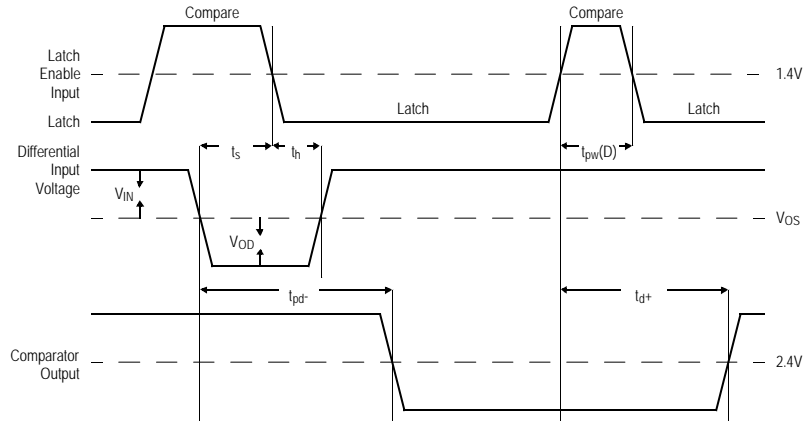 Compare
Compare
Latch
Enable
Input
1.4V
Latch
Latch
Latch
Differential
Input
Voltage
ts
th
tpw(D)
VIN
VOS
VOD
tpd-
td+
Comparator
Output
2.4V